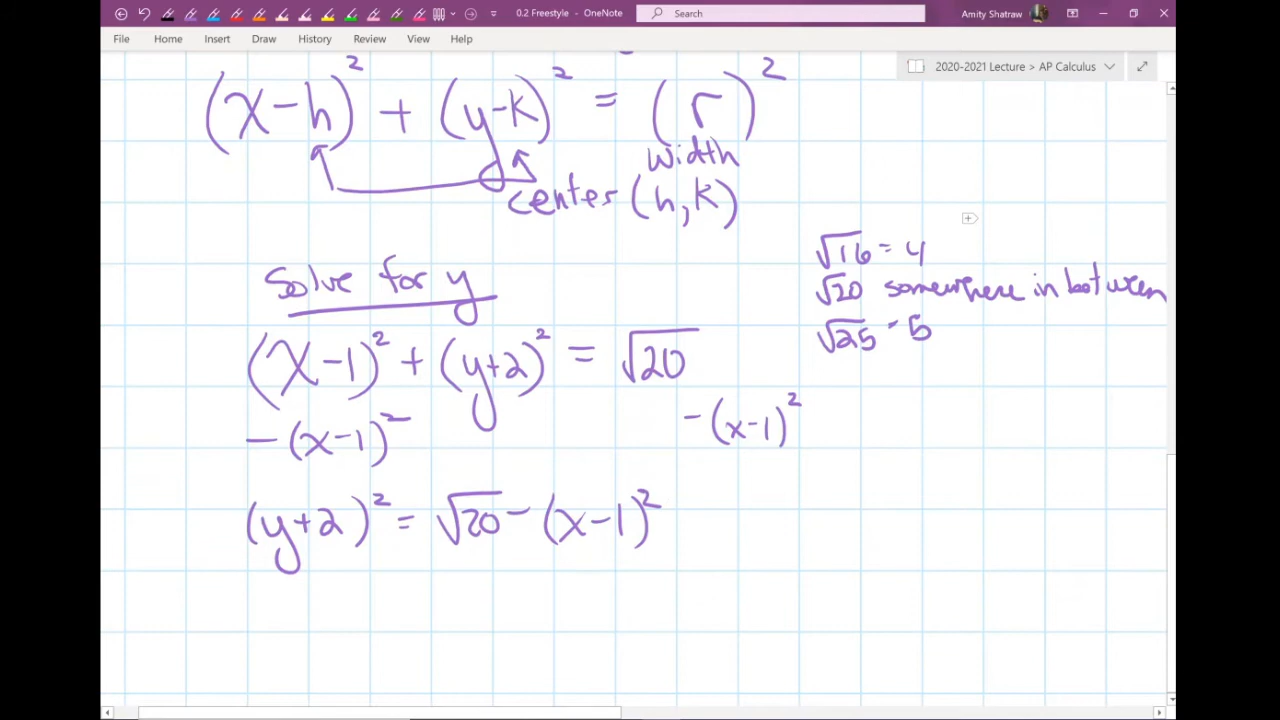 0.2 Freestyle - OneNote
Search
Amity Shatraw
File Home Insert Draw History Review View Help
2020-2021 Lecture > AP Calculus
(x-h)² + (y-k)² = (r)²
width
center (h,k)
√16 = 4
Solve for y
√20 somewhere in between
√25 - 5
(x-1)² + (y+2)² = √20
-(x-1)² -(x-1)²
(y+2)² = √20 - (x-1)²